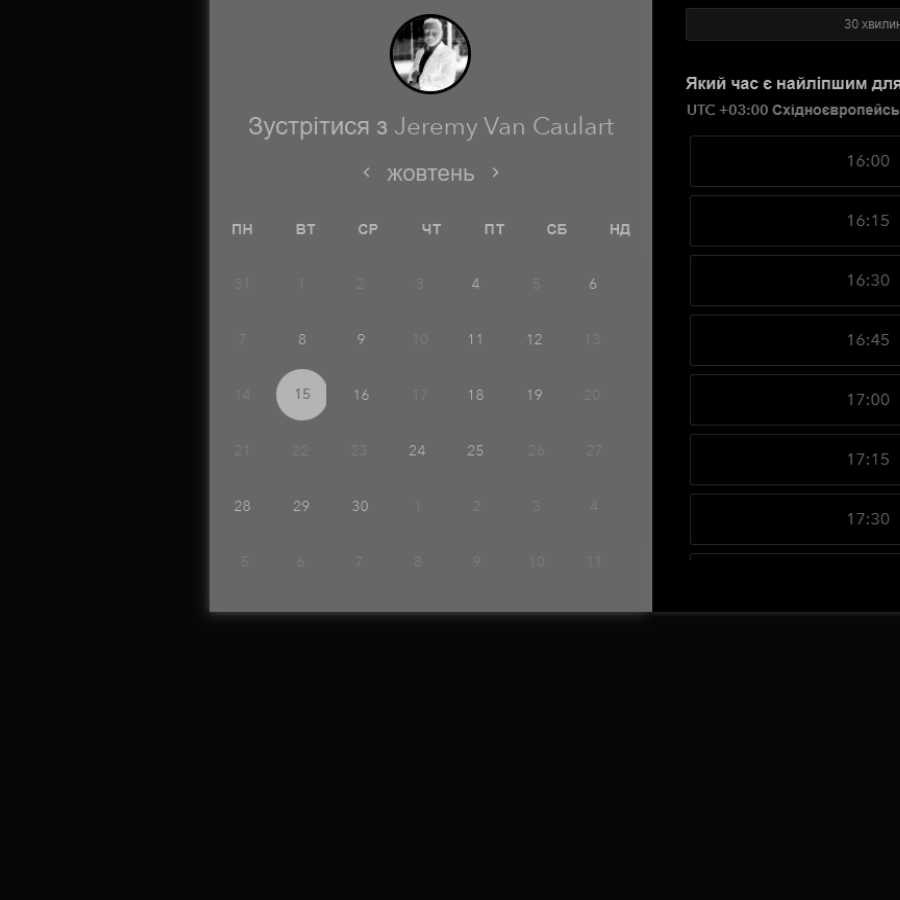 Зустрітися з Jeremy Van Caulart
жовтень
ПН ВТ СР ЧТ ПТ СБ НД
31 1 2 3 4 5 6
7 8 9 10 11 12 13
14 15 16 17 18 19 20
21 22 23 24 25 26 27
28 29 30 1 2 3 4
5 6 7 8 9 10 11
30 хвилин
Який час є найліпшим для
UTC +03:00 Східноєвропейсь
16:00
16:15
16:30
16:45
17:00
17:15
17:30